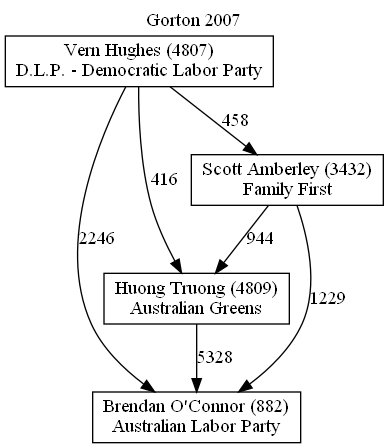 Gorton 2007
Vern Hughes (4807)
D.L.P. - Democratic Labor Party
458
Scott Amberley (3432)
Family First
416
2246
944
1229
Huong Truong (4809)
Australian Greens
5328
Brendan O'Connor (882)
Australian Labor Party